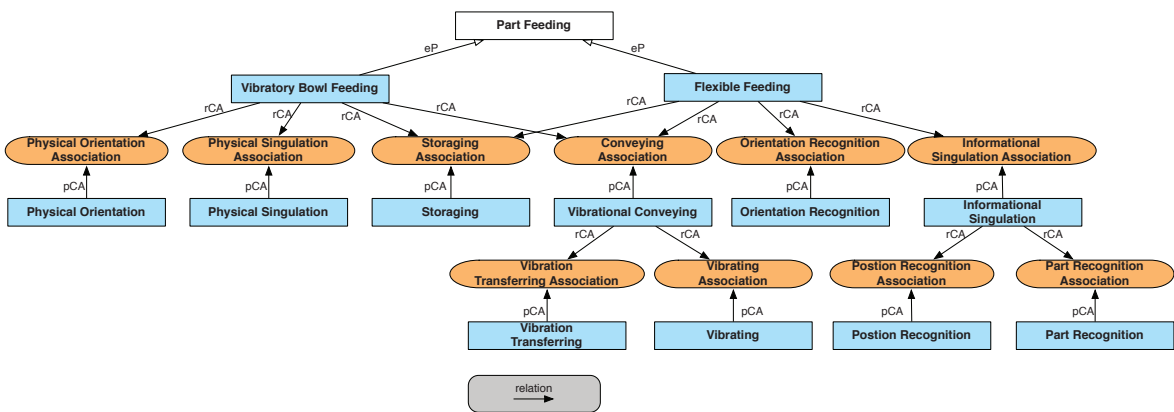 Part Feeding
eP
eP
Vibratory Bowl Feeding
Flexible Feeding
rCA
rCA
rCA
rCA
rCA
rCA
rCA
rCA
Physical Orientation
Association
Physical Singulation
Association
Storaging
Association
Conveying
Association
Orientation Recognition
Association
Informational
Singulation Association
pCA
pCA
pCA
pCA
pCA
pCA
Physical Orientation
Physical Singulation
Storaging
Vibrational Conveying
Orientation Recognition
Informational
Singulation
rCA
rCA
rCA
rCA
Vibration
Transferring Association
Vibrating
Association
Postion Recognition
Association
Part Recognition
Association
pCA
pCA
pCA
pCA
Vibration
Transferring
Vibrating
Postion Recognition
Part Recognition
relation